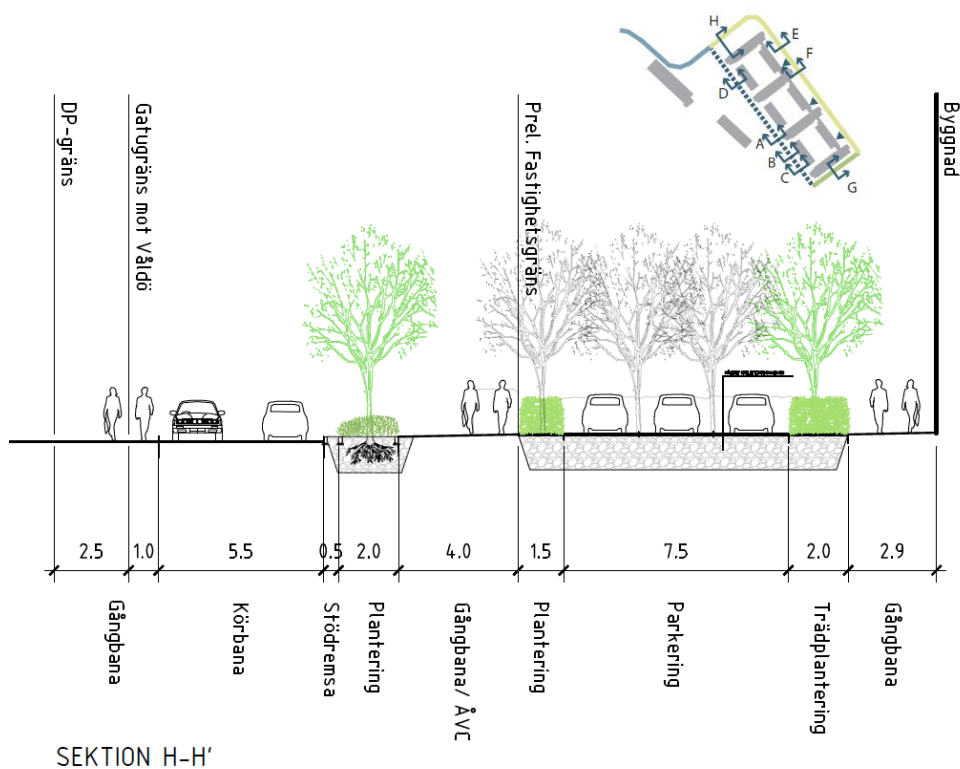 H
E
F
D
A
B
C
G
DP-gräns
Gatugräns mot Våldö
Prel. Fastighetsgräns
Byggnad
2.5
1.0
5.5
0.5
2.0
4.0
1.5
7.5
2.0
2.9
Gångbana
Körbana
Stödremsa
Plantering
Gångbana/ ÅVC
Plantering
Parkering
Trädplantering
Gångbana
SEKTION H-H'